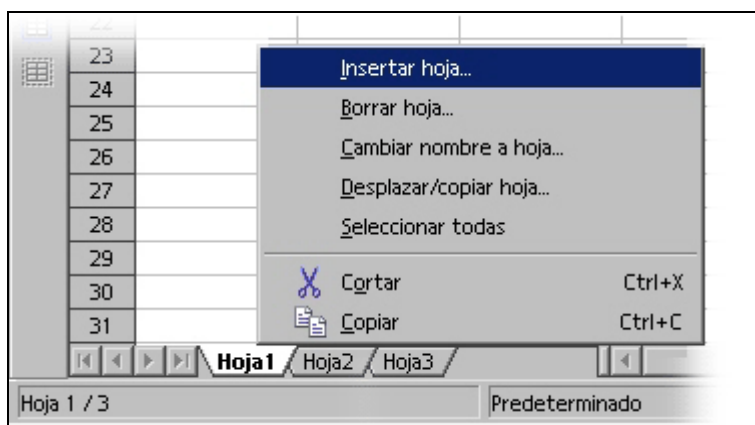 22
23
24
25
26
27
28
29
30
31
Insertar hoja...
Borrar hoja...
Cambiar nombre a hoja...
Desplazar/copiar hoja...
Seleccionar todas
Cortar Ctrl+X
Copiar Ctrl+C
Hoja1 Hoja2 Hoja3
Hoja 1 / 3 Predeterminado